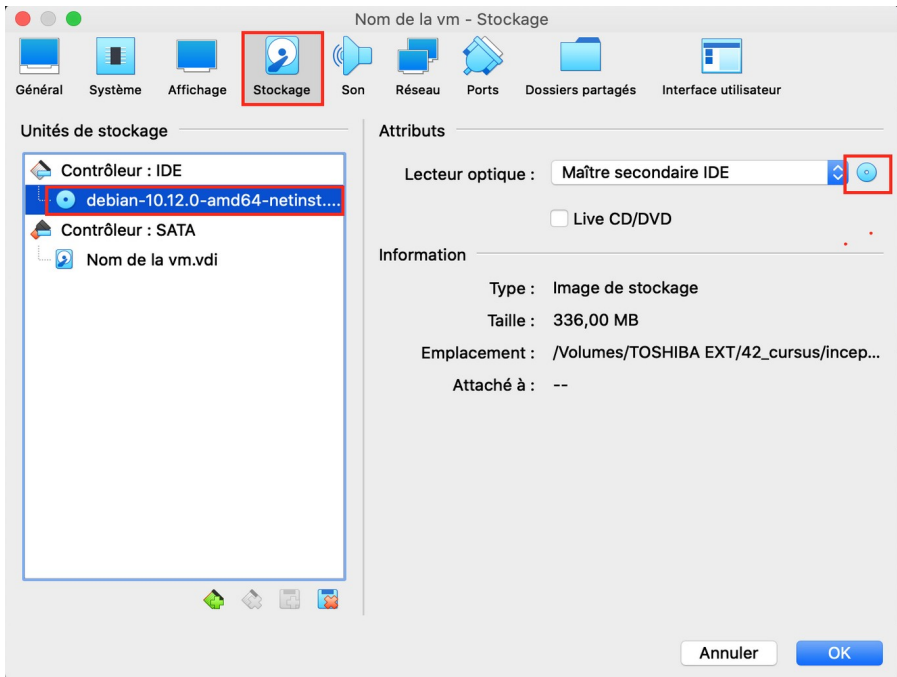 Nom de la vm - Stockage
Général Système Affichage Stockage Son Réseau Ports Dossiers partagés Interface utilisateur
Unités de stockage
Contrôleur : IDE
debian-10.12.0-amd64-netinst....
Contrôleur : SATA
Nom de la vm.vdi
Attributs
Lecteur optique : Maître secondaire IDE
Live CD/DVD
Information
Type : Image de stockage
Taille : 336,00 MB
Emplacement : /Volumes/TOSHIBA EXT/42_cursus/incep...
Attaché à : --
Annuler OK